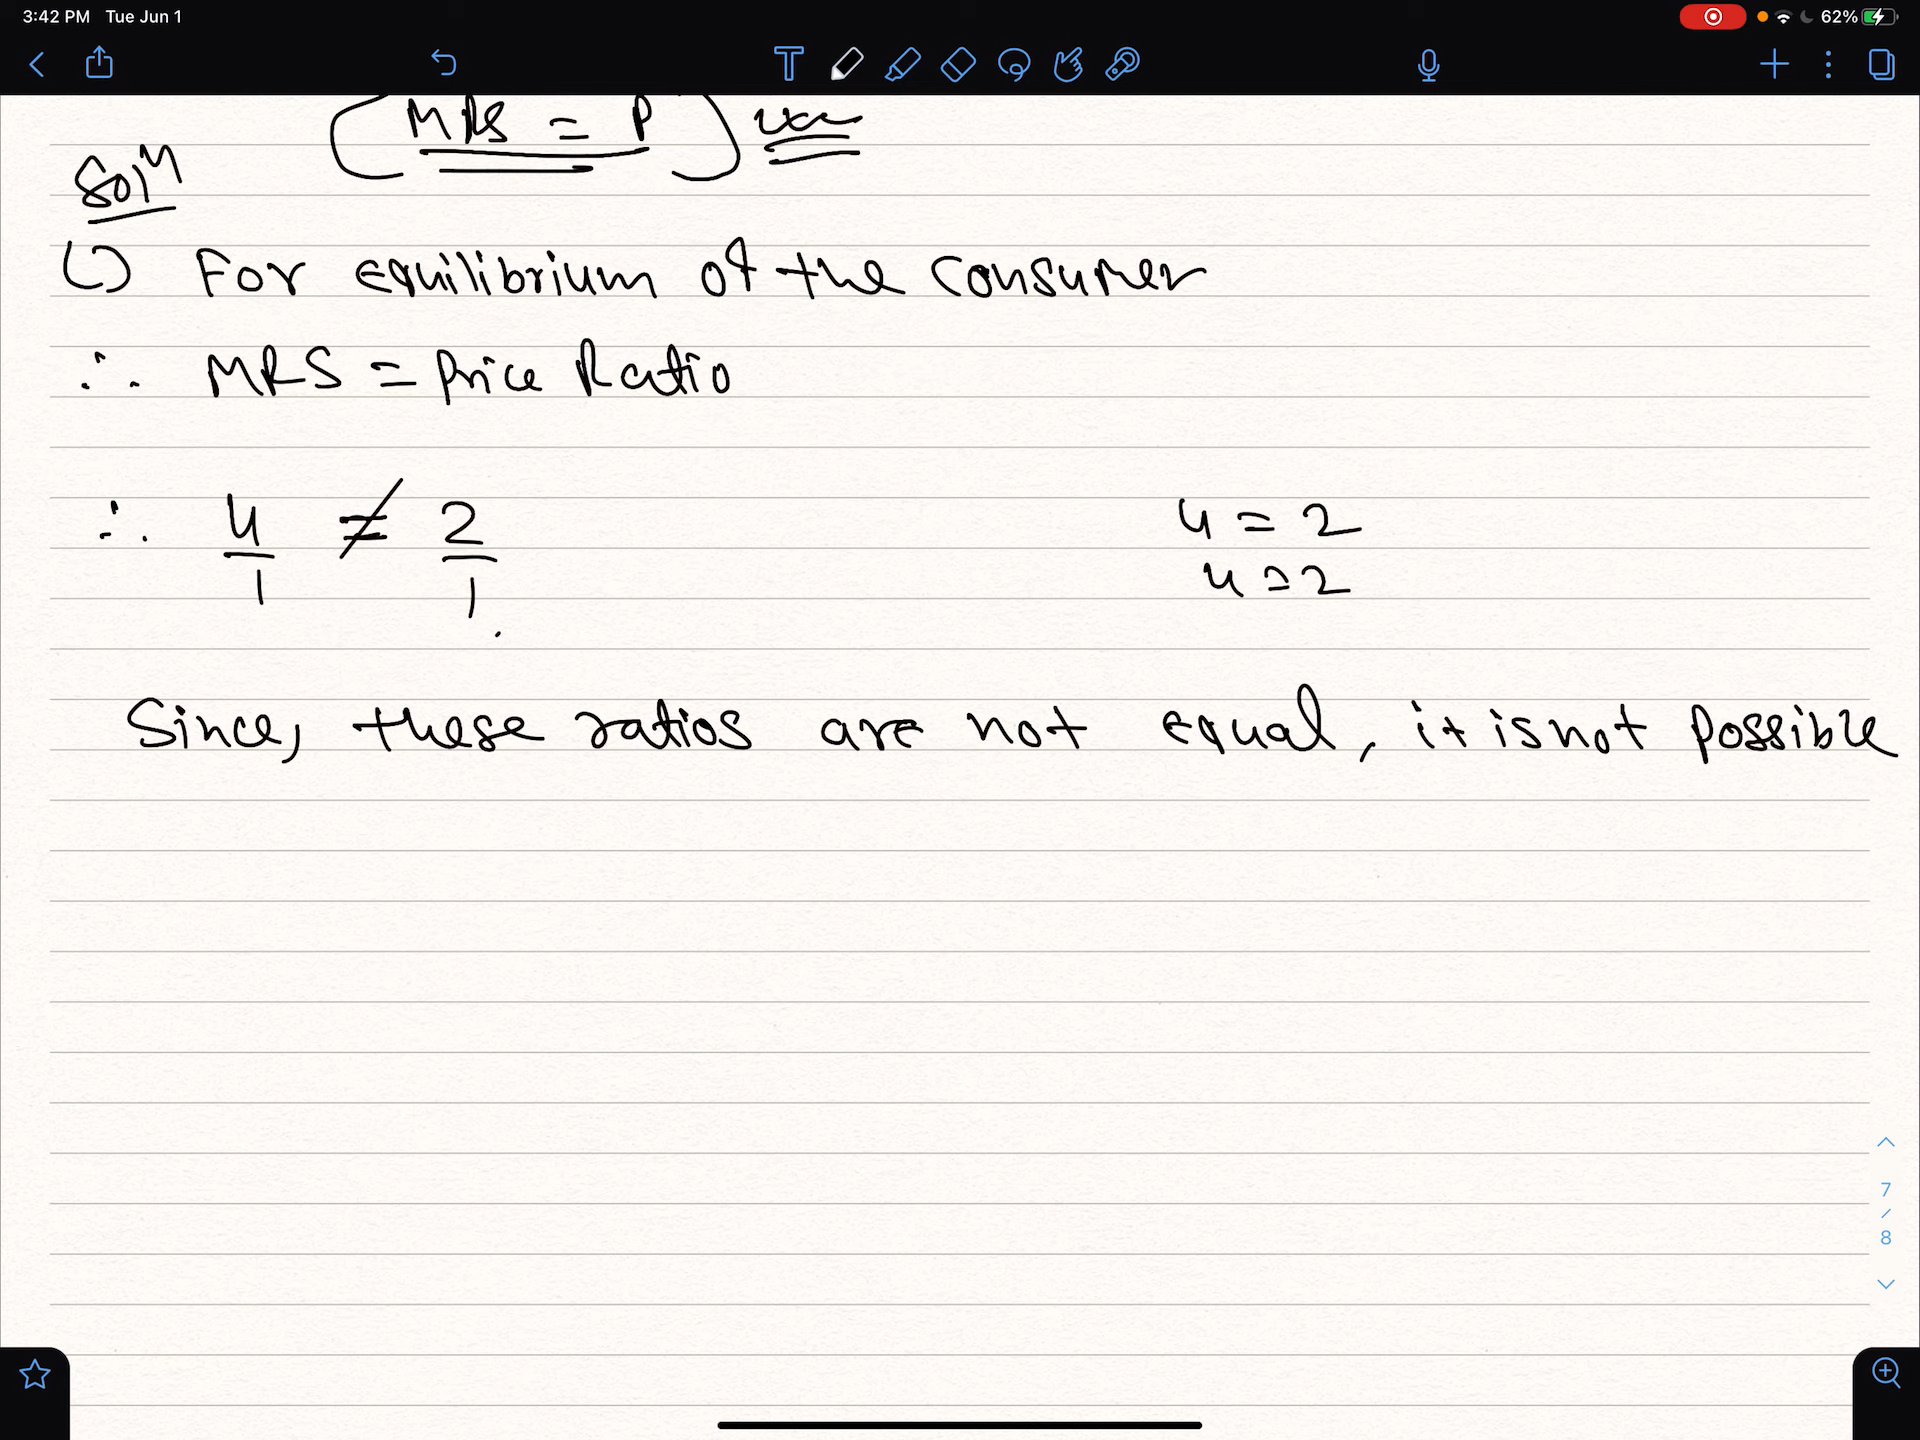 3:42 PM Tue Jun 1
62%
T
(MRS = P)
Sol
For equilibrium of the consumer
∴ MRS = Price Ratio
∴ 4/1 ≠ 2/1
4 = 2
4 = 2
Since, these ratios are not equal, it is not possible
7
/
8